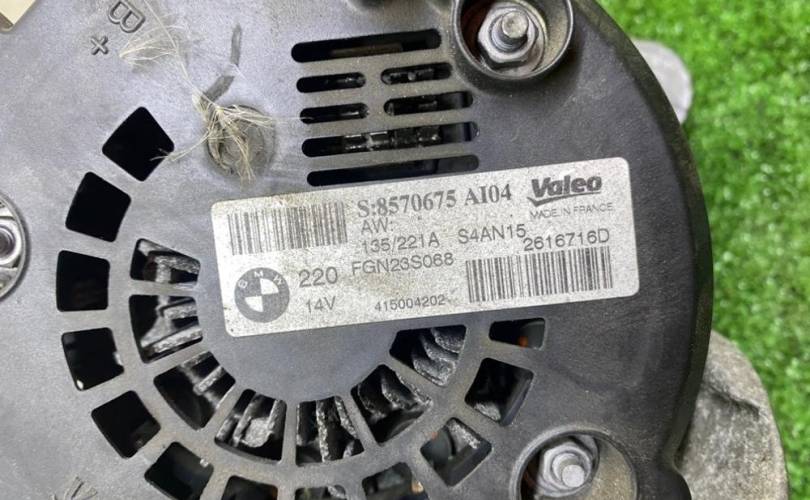 B+
S:8570675 AI04
Valeo
AW:
MADE IN FRANCE
135/221A S4AN15
FGN23S068
2616716D
BMW
220
14V
415004202